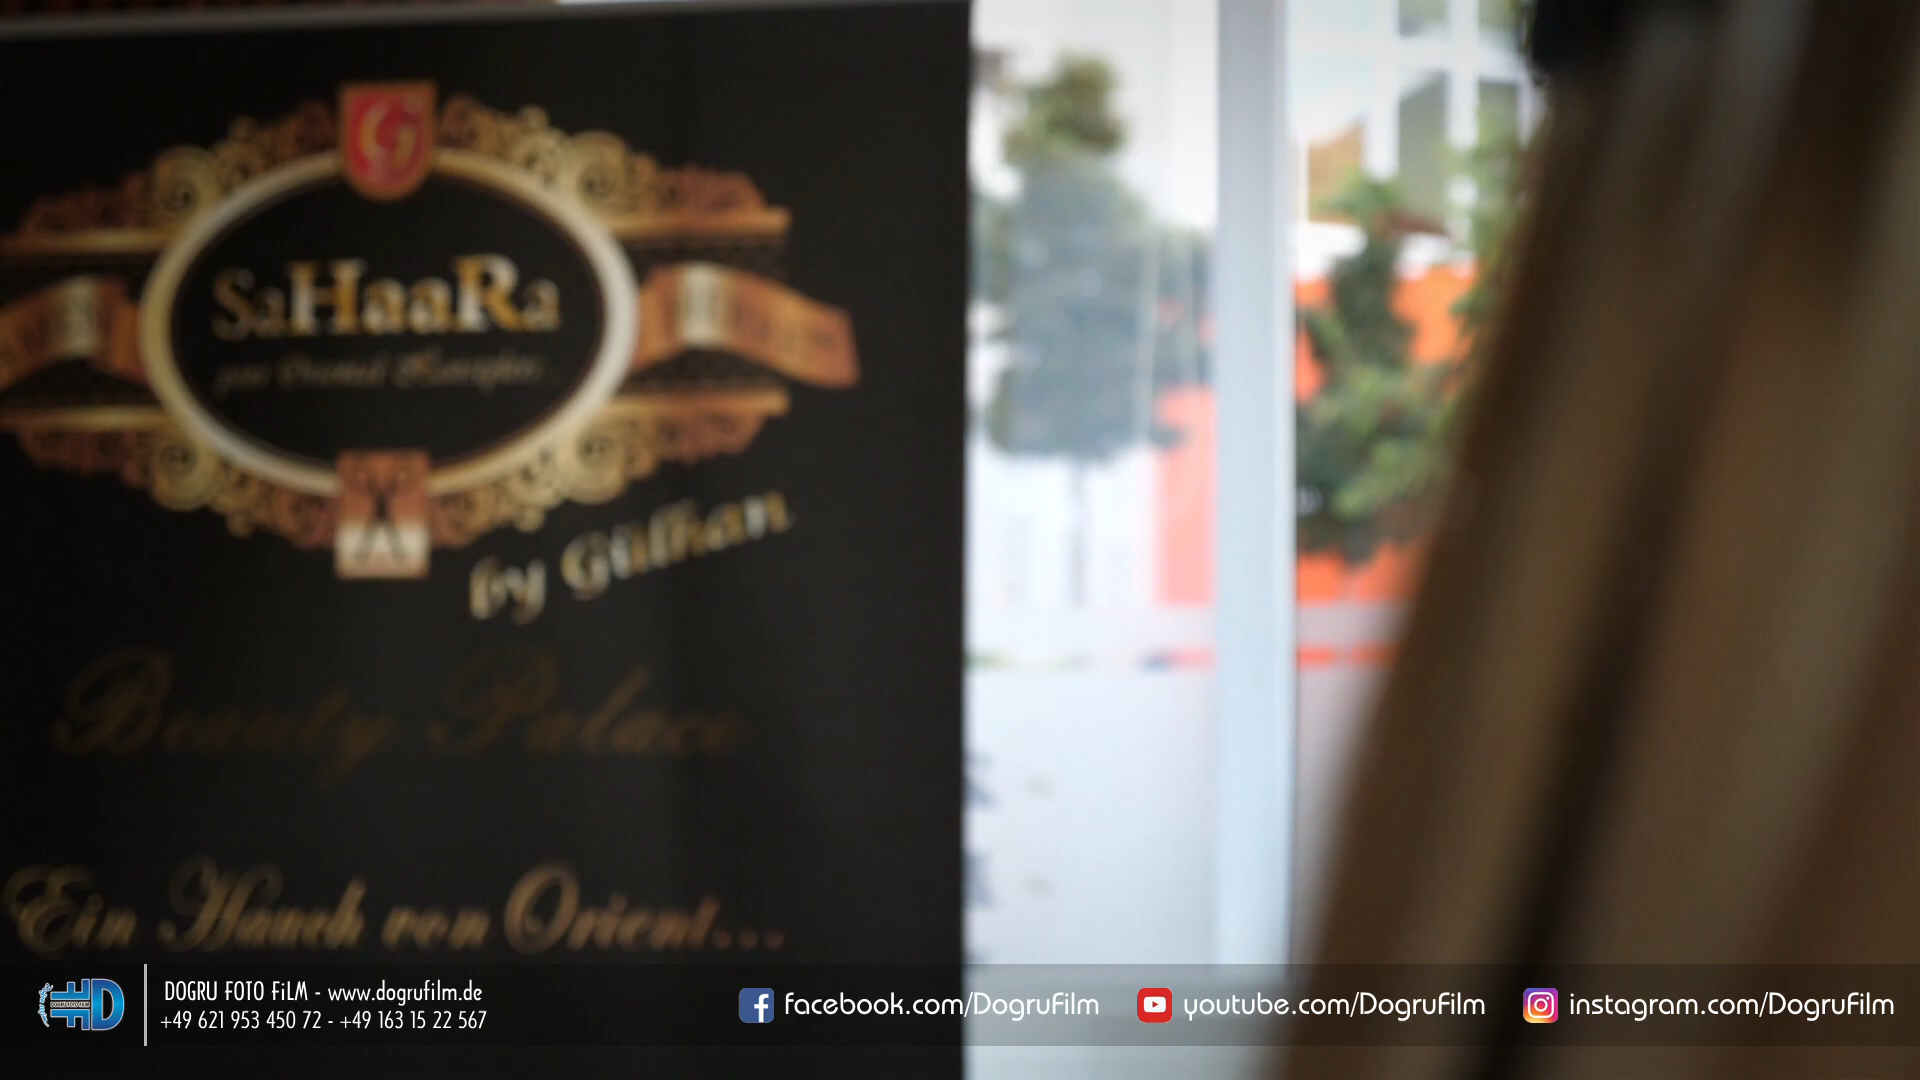 G
SaHaaRa
by Gülhan
Beauty Palace
Ein Hauch von Orient...
HD
DOGRU FOTO FiLM - www.dogrufilm.de
+49 621 953 450 72 - +49 163 15 22 567
facebook.com/DogruFilm
youtube.com/DogruFilm
instagram.com/DogruFilm